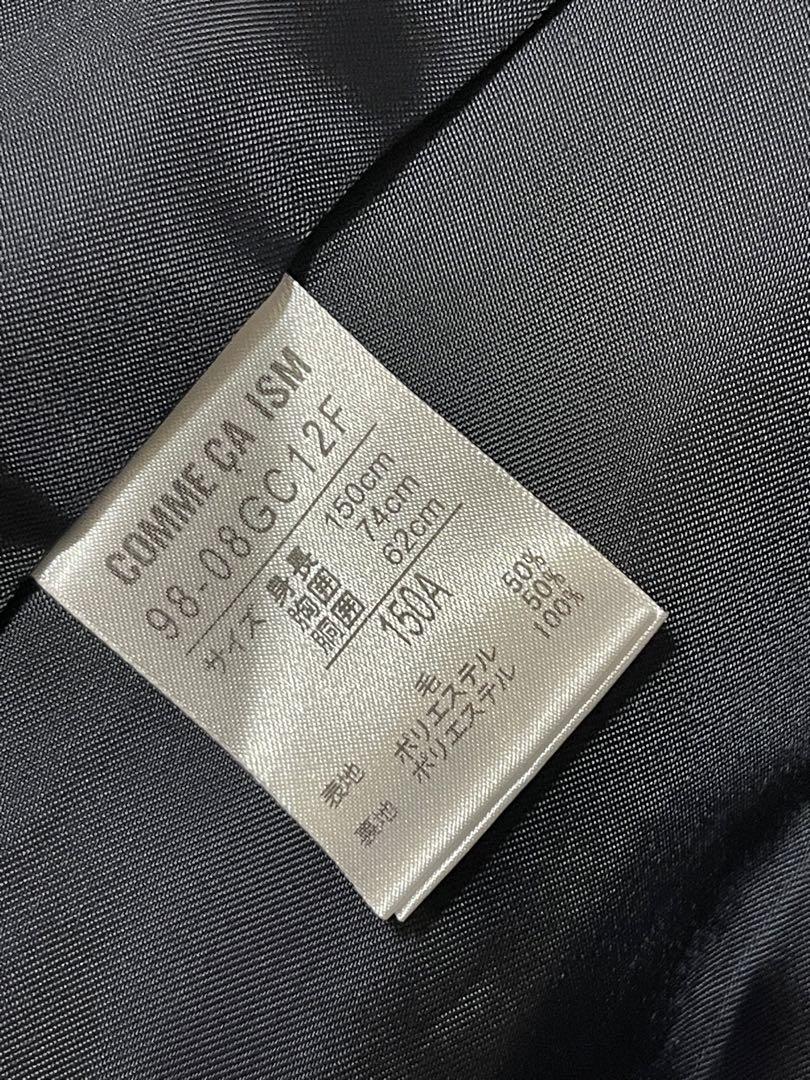 COMME ÇA ISM
98-08GC12F
サイズ 身長 150cm
胸囲 74cm
胴囲 62cm
150A
表地 毛 50%
ポリエステル 50%
裏地 ポリエステル 100%